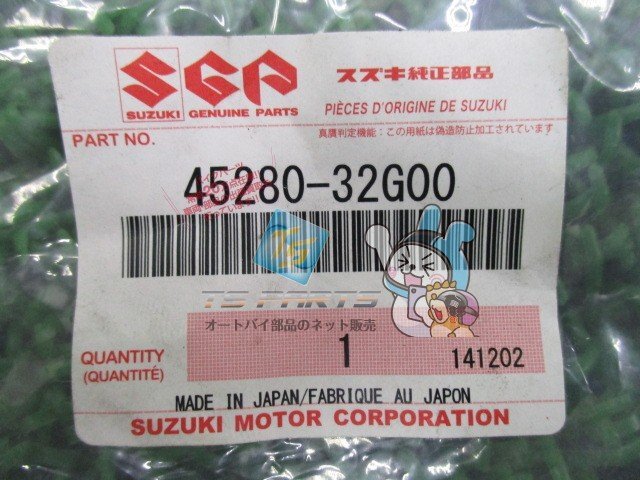 SUZUKI
SGP
GENUINE PARTS
スズキ純正部品
PIÈCES D'ORIGINE DE SUZUKI
真贋判定機能:この用紙は偽造防止加工されています
PART NO.
45280-32G00
TS PARTS
オートバイ部品のネット販売
QUANTITY
(QUANTITÉ)
1
141202
MADE IN JAPAN/FABRIQUE AU JAPON
SUZUKI MOTOR CORPORATION